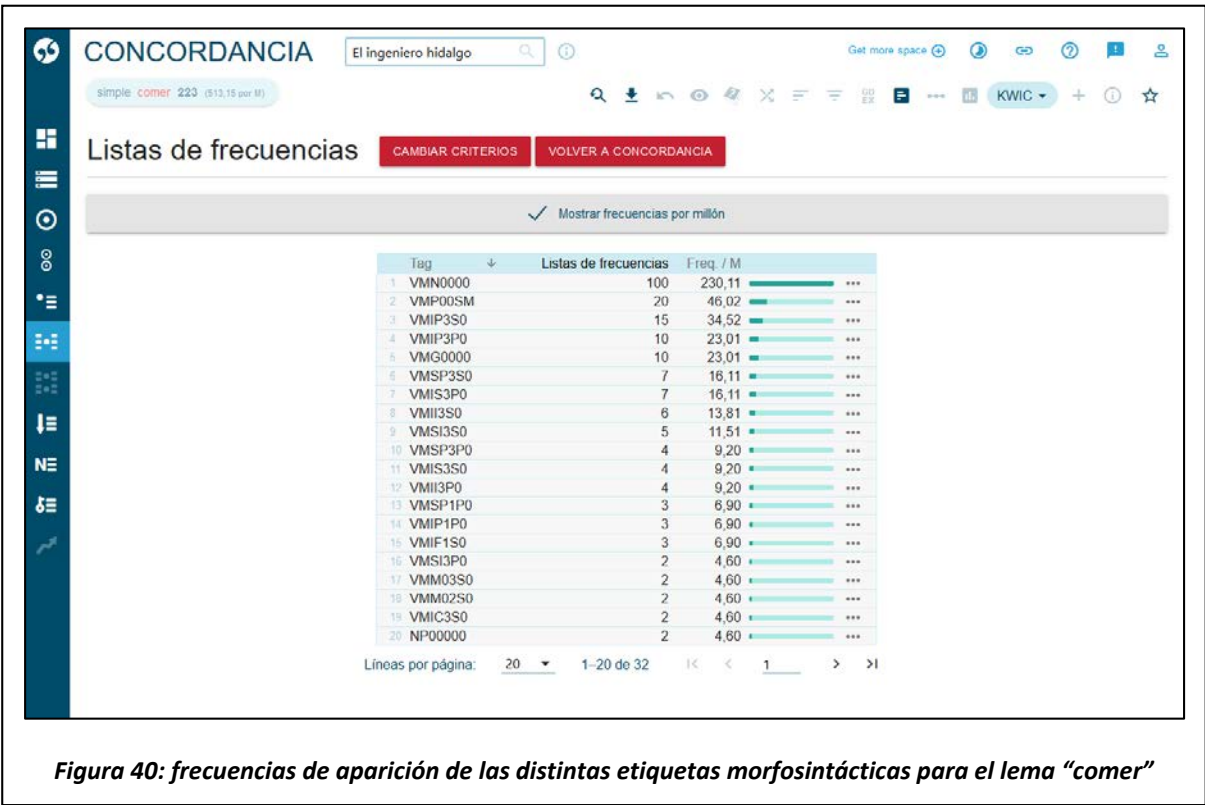 CONCORDANCIA El ingeniero hidalgo Get more space
simple comer 223 (513,15 por M) KWIC
Listas de frecuencias CAMBIAR CRITERIOS VOLVER A CONCORDANCIA
Mostrar frecuencias por millón
Tag Listas de frecuencias Freq. / M
1 VMN0000 100 230,11
2 VMP00SM 20 46,02
3 VMIP3S0 15 34,52
4 VMIP3P0 10 23,01
5 VMG0000 10 23,01
6 VMSP3S0 7 16,11
7 VMIS3P0 7 16,11
8 VMII3S0 6 13,81
9 VMSI3S0 5 11,51
10 VMSP3P0 4 9,20
11 VMIS3S0 4 9,20
12 VMII3P0 4 9,20
13 VMSP1P0 3 6,90
14 VMIP1P0 3 6,90
15 VMIF1S0 3 6,90
16 VMSI3P0 2 4,60
17 VMM03S0 2 4,60
18 VMM02S0 2 4,60
19 VMIC3S0 2 4,60
20 NP00000 2 4,60
Líneas por página: 20 1–20 de 32 1
Figura 40: frecuencias de aparición de las distintas etiquetas morfosintácticas para el lema “comer”